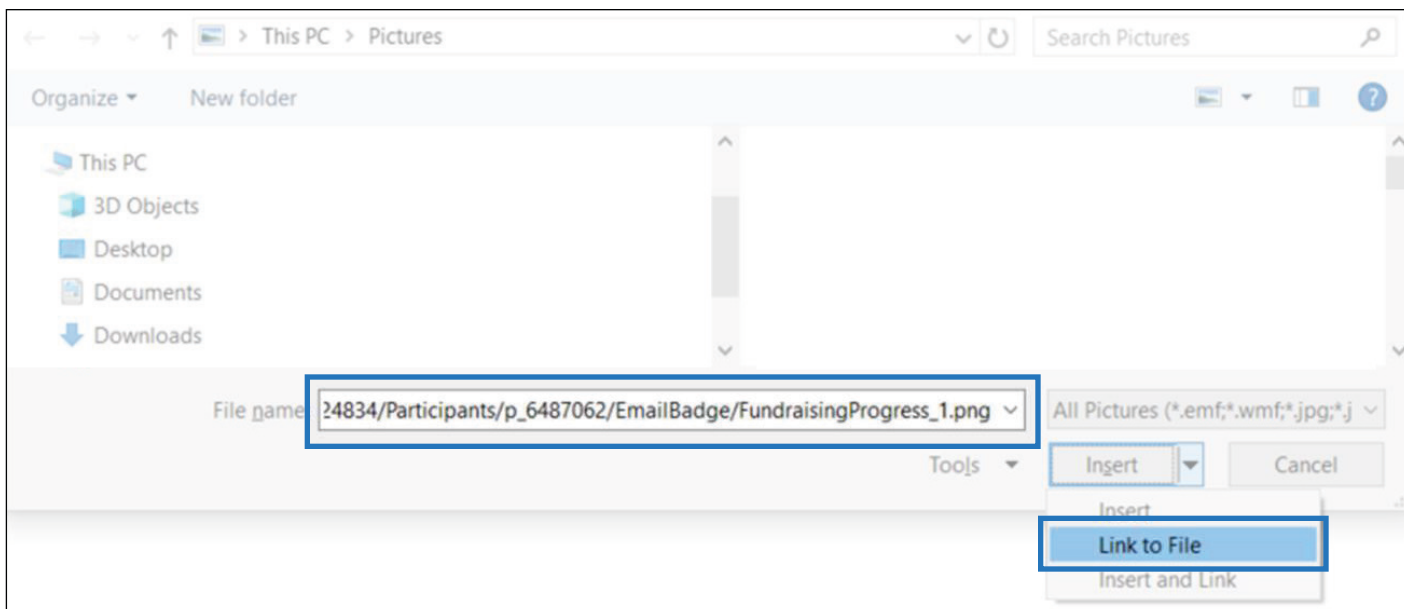 This PC > Pictures
Search Pictures
Organize
New folder
This PC
3D Objects
Desktop
Documents
Downloads
File name
24834/Participants/p_6487062/EmailBadge/FundraisingProgress_1.png
All Pictures (*.emf;*.wmf;*.jpg;*.j
Tools
Insert
Cancel
Insert
Link to File
Insert and Link